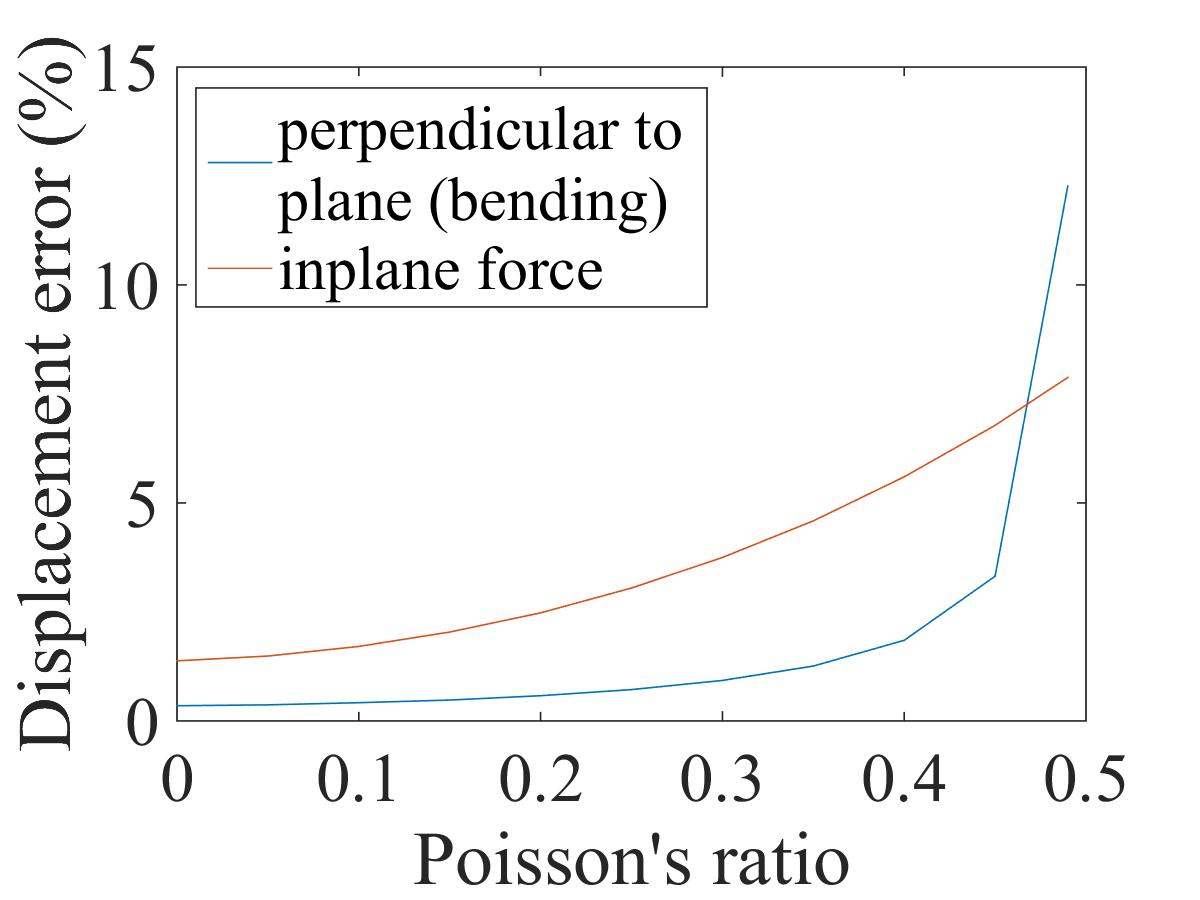 Displacement error (%)
15
10
5
0
perpendicular to
plane (bending)
inplane force
0 0.1 0.2 0.3 0.4 0.5
Poisson's ratio